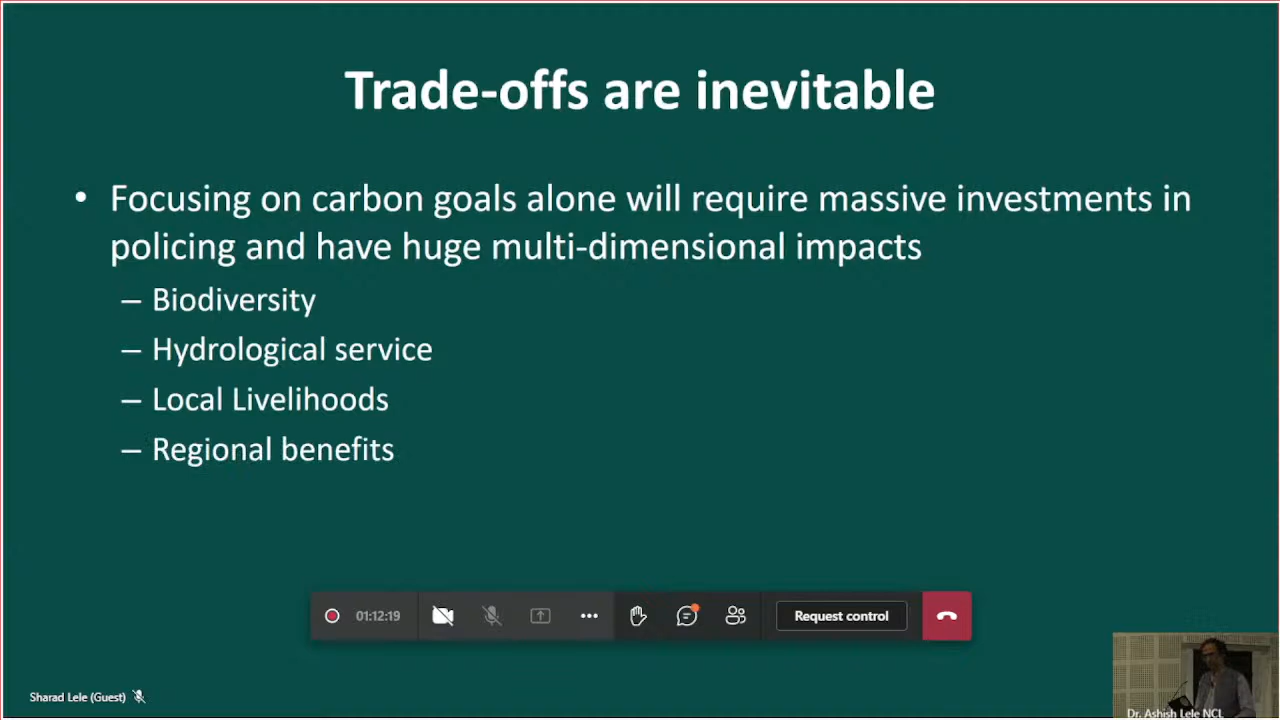 Trade-offs are inevitable
• Focusing on carbon goals alone will require massive investments in
policing and have huge multi-dimensional impacts
– Biodiversity
– Hydrological service
– Local Livelihoods
– Regional benefits
01:12:19
Request control
Sharad Lele (Guest)
Dr. Ashish Lele NCL